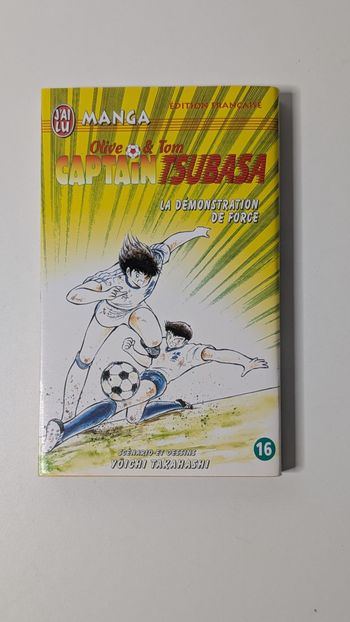 ÉDITION FRANÇAISE
J'AI
LU
MANGA
Olive & Tom
CAPTAIN TSUBASA
LA DÉMONSTRATION
DE FORCE
SCÉNARIO ET DESSINS
YÔICHI TAKAHASHI
16